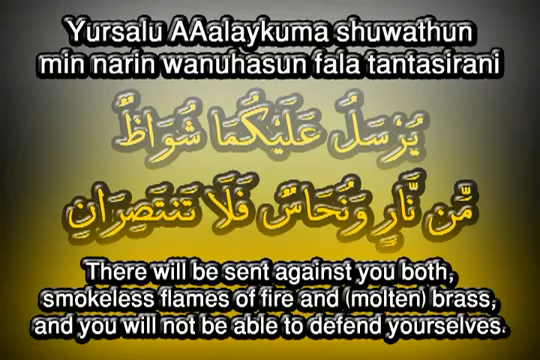 Yursalu AAalaykuma shuwathun
min narin wanuhasun fala tantasirani
يُرْسَلُ عَلَيْكُمَا شُوَاظٌ
مِّن نَّارٍ وَنُحَاسٌ فَلَا تَنتَصِرَانِ
There will be sent against you both,
smokeless flames of fire and (molten) brass,
and you will not be able to defend yourselves.